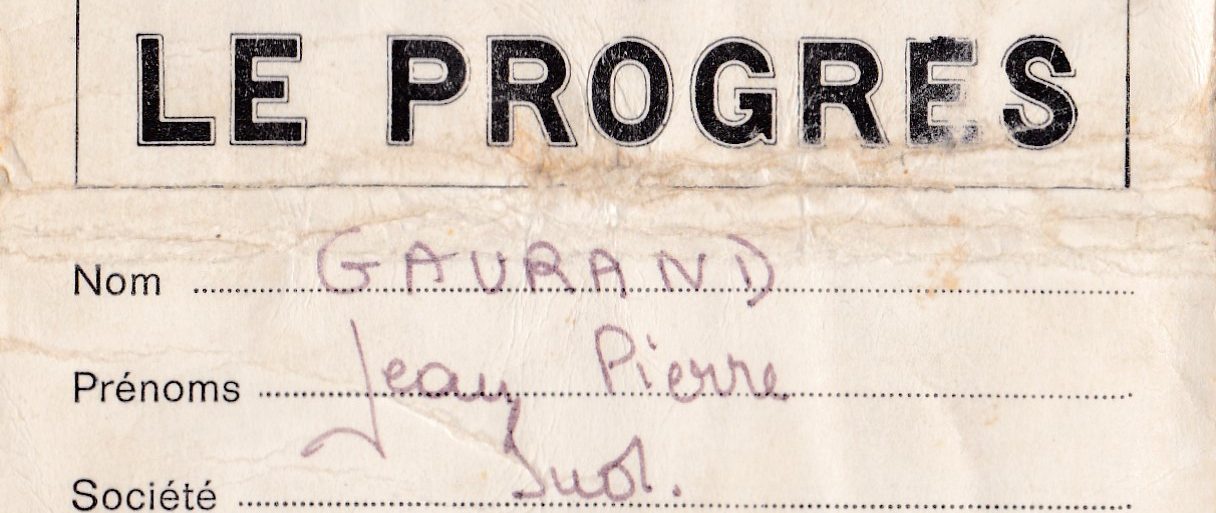 LE PROGRES
Nom GAURAND
Prénoms Jean Pierre
Société